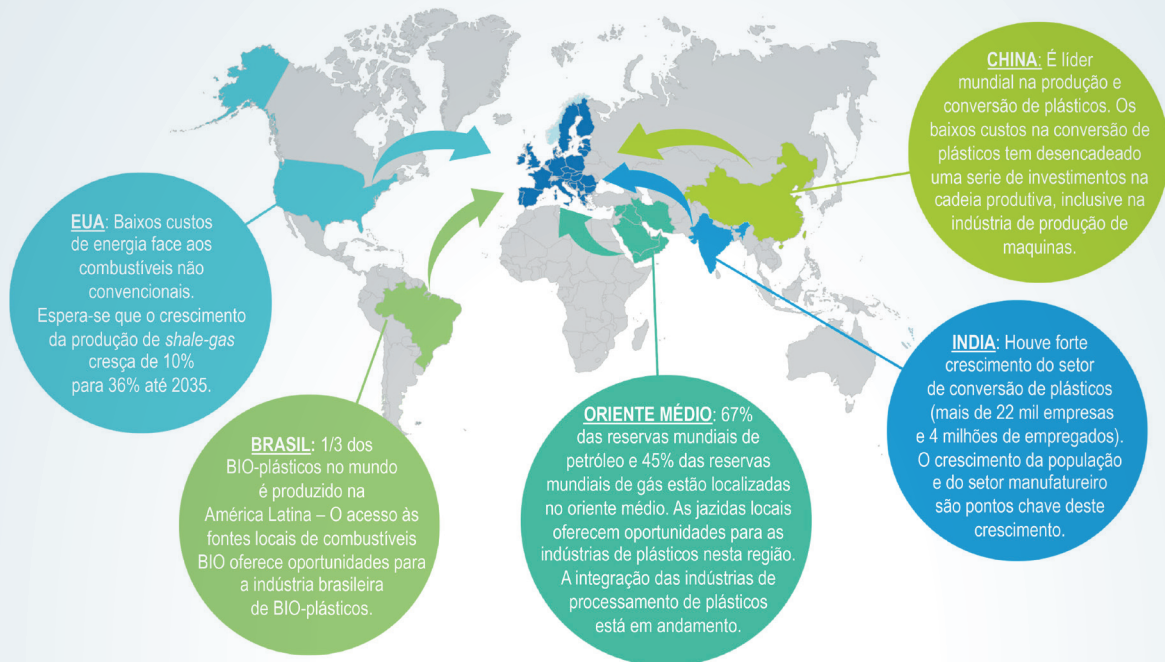 CHINA: É líder
mundial na produção e
conversão de plásticos. Os
baixos custos na conversão de
plásticos tem desencadeado
uma serie de investimentos na
cadeia produtiva, inclusive na
indústria de produção de
maquinas.
EUA: Baixos custos
de energia face aos
combustíveis não
convencionais.
Espera-se que o crescimento
da produção de shale-gas
cresça de 10%
para 36% até 2035.
INDIA: Houve forte
crescimento do setor
de conversão de plásticos
(mais de 22 mil empresas
e 4 milhões de empregados).
O crescimento da população
e do setor manufatureiro
são pontos chave deste
crescimento.
BRASIL: 1/3 dos
BIO-plásticos no mundo
é produzido na
América Latina – O acesso às
fontes locais de combustíveis
BIO oferece oportunidades para
a indústria brasileira
de BIO-plásticos.
ORIENTE MÉDIO: 67%
das reservas mundiais de
petróleo e 45% das reservas
mundiais de gás estão localizadas
no oriente médio. As jazidas locais
oferecem oportunidades para as
indústrias de plásticos nesta região.
A integração das indústrias de
processamento de plásticos
está em andamento.